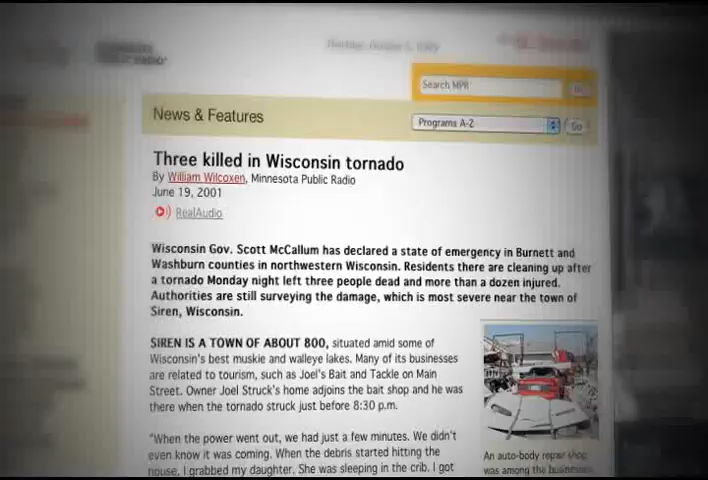 Search MPR
News & Features
Programs A-Z
Go
Three killed in Wisconsin tornado
By William Wilcoxen, Minnesota Public Radio
June 19, 2001
RealAudio
Wisconsin Gov. Scott McCallum has declared a state of emergency in Burnett and
Washburn counties in northwestern Wisconsin. Residents there are cleaning up after
a tornado Monday night left three people dead and more than a dozen injured.
Authorities are still surveying the damage, which is most severe near the town of
Siren, Wisconsin.
SIREN IS A TOWN OF ABOUT 800, situated amid some of
Wisconsin's best muskie and walleye lakes. Many of its businesses
are related to tourism, such as Joel's Bait and Tackle on Main
Street. Owner Joel Struck's home adjoins the bait shop and he was
there when the tornado struck just before 8:30 p.m.
"When the power went out, we had just a few minutes. We didn't
even know it was coming. When the debris started hitting the
house, I grabbed my daughter. She was sleeping in the crib. I got
An auto-body repair shop
was among the businesses